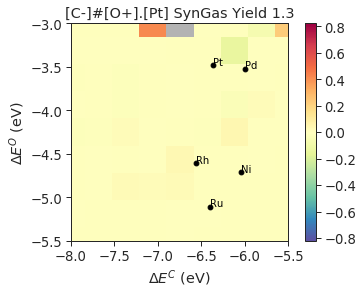 [C-]#[O+].[Pt] SynGas Yield 1.3
−3.0
−3.5
−4.0
−4.5
−5.0
−5.5
ΔE^O (eV)
Pt
Pd
Rh
Ni
Ru
−8.0 −7.5 −7.0 −6.5 −6.0 −5.5
ΔE^C (eV)
0.8
0.6
0.4
0.2
0.0
−0.2
−0.4
−0.6
−0.8